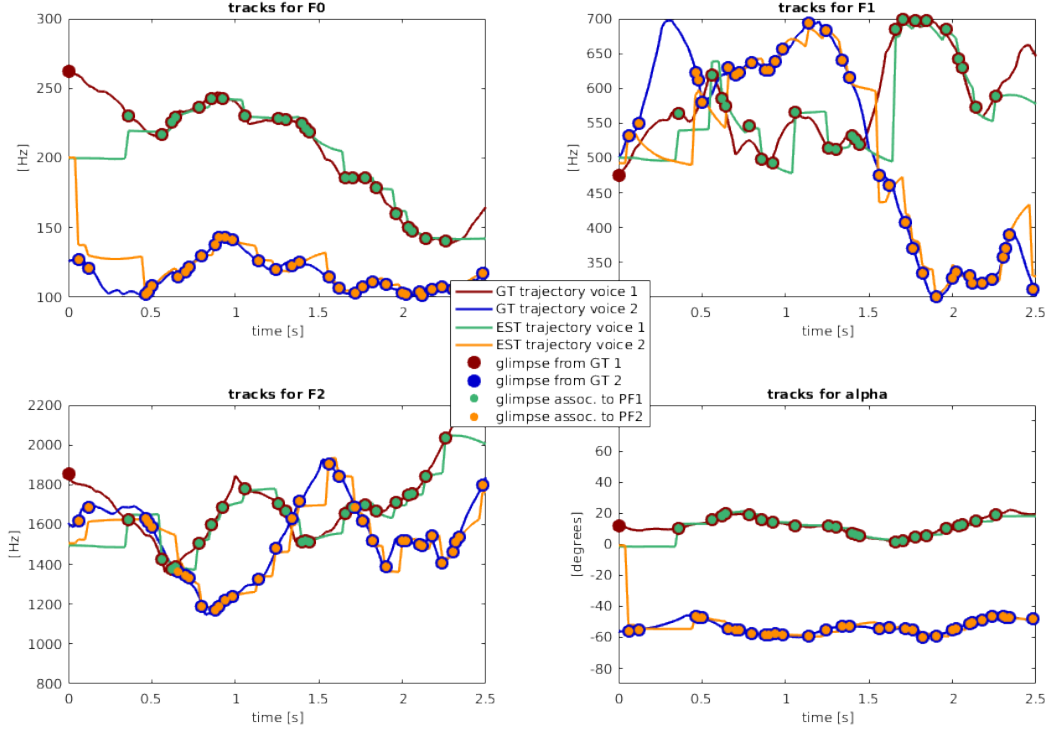 tracks for F0
300
250
200
150
100
[Hz]
0
0.5
1
1.5
2
2.5
time [s]
tracks for F1
700
650
600
550
500
450
400
350
[Hz]
0.5
1
1.5
2
2.5
time [s]
GT trajectory voice 1
GT trajectory voice 2
EST trajectory voice 1
EST trajectory voice 2
glimpse from GT 1
glimpse from GT 2
glimpse assoc. to PF1
glimpse assoc. to PF2
tracks for F2
2200
2000
1800
1600
1400
1200
1000
800
[Hz]
0
0.5
1
1.5
2
2.5
time [s]
tracks for alpha
80
60
40
20
0
-20
-40
-60
-80
[degrees]
0
0.5
1
1.5
2
2.5
time [s]